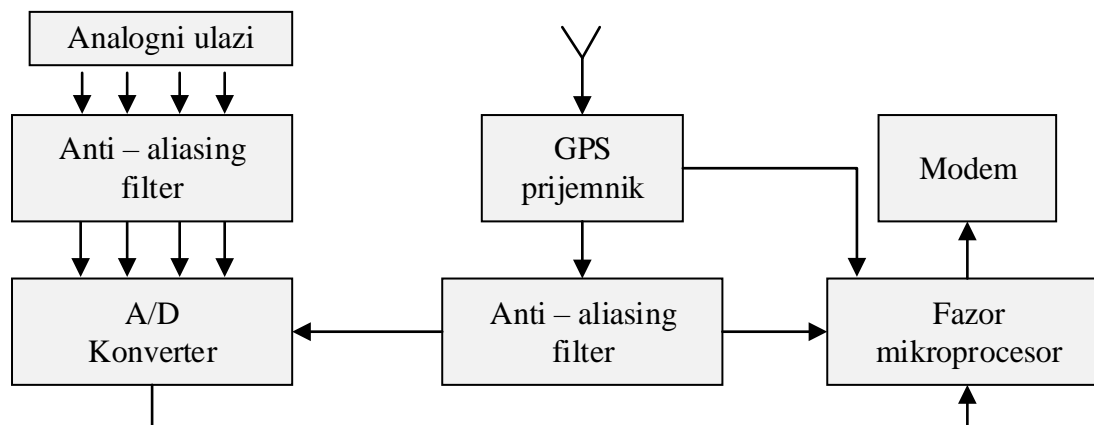 Analogni ulazi
Anti – aliasing
filter
GPS
prijemnik
Modem
A/D
Konverter
Anti – aliasing
filter
Fazor
mikroprocesor